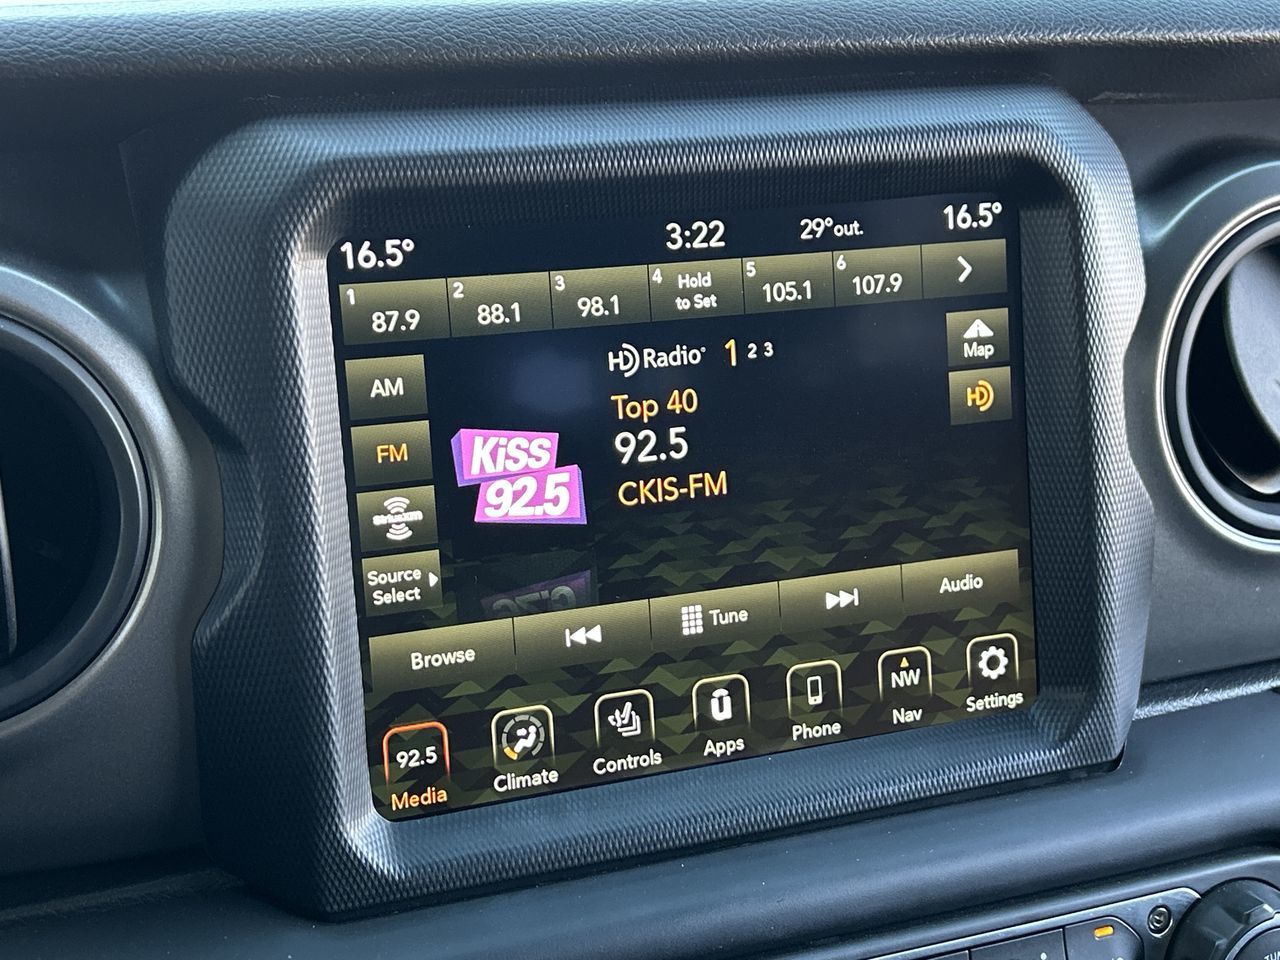 16.5° 3:22 29°out. 16.5°
1 87.9 2 88.1 3 98.1 4 Hold to Set 5 105.1 6 107.9
HD Radio 1 2 3
Map
AM
Top 40
HD
92.5
FM
KiSS
92.5
CKIS-FM
SiriusXM
Source
Select
Browse
Tune
Audio
92.5
NW
Media
Climate
Controls
Apps
Phone
Nav
Settings